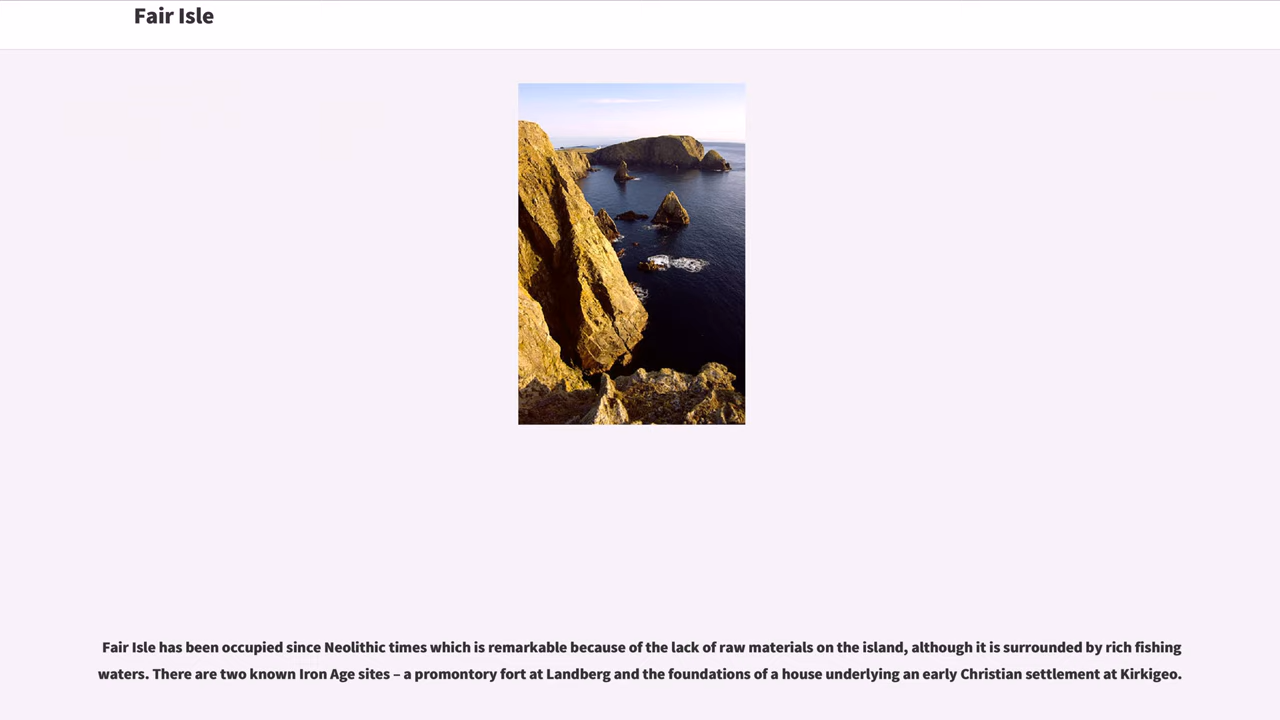 Fair Isle
Fair Isle has been occupied since Neolithic times which is remarkable because of the lack of raw materials on the island, although it is surrounded by rich fishing
waters. There are two known Iron Age sites – a promontory fort at Landberg and the foundations of a house underlying an early Christian settlement at Kirkigeo.